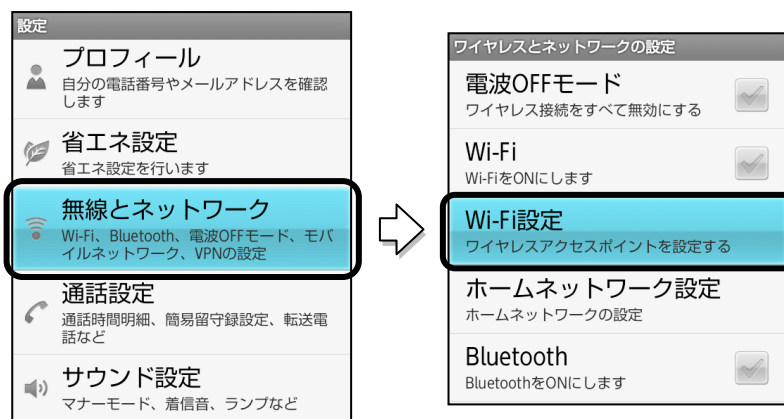 設定
プロフィール
自分の電話番号やメールアドレスを確認
します
省エネ設定
省エネ設定を行います
無線とネットワーク
Wi-Fi、Bluetooth、電波OFFモード、モバ
イルネットワーク、VPNの設定
通話設定
通話時間明細、簡易留守録設定、転送電
話など
サウンド設定
マナーモード、着信音、ランプなど
ワイヤレスとネットワークの設定
電波OFFモード
ワイヤレス接続をすべて無効にする
Wi-Fi
Wi-FiをONにします
Wi-Fi設定
ワイヤレスアクセスポイントを設定する
ホームネットワーク設定
ホームネットワークの設定
Bluetooth
BluetoothをONにします